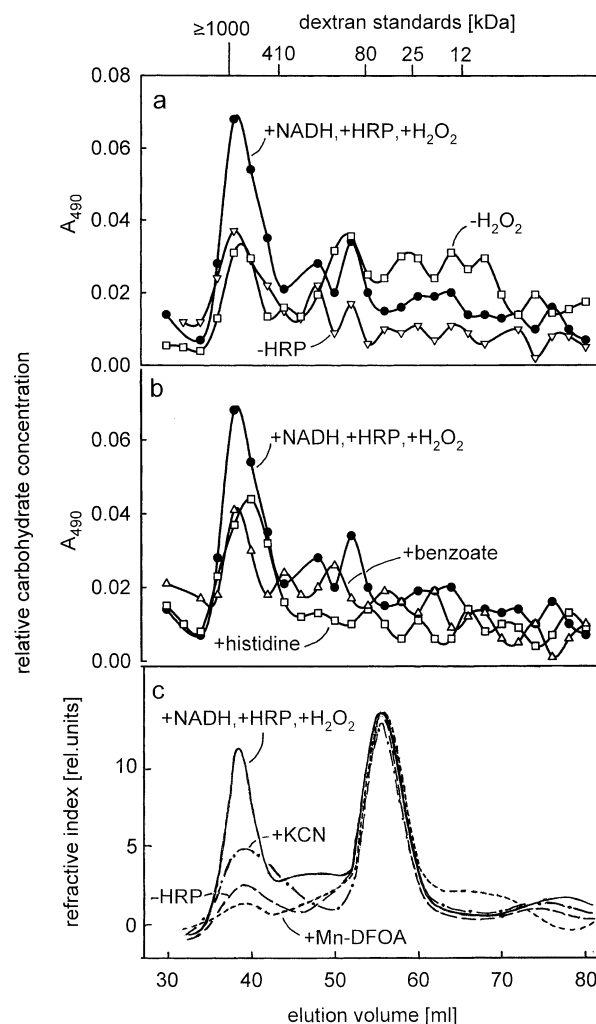 dextran standards [kDa]
≥1000 410 80 25 12
0.08
a
+NADH,+HRP,+H₂O₂
0.06
A₄₉₀
0.04
-H₂O₂
0.02
-HRP
0.00
b
+NADH,+HRP,+H₂O₂
0.06
A₄₉₀
0.04
+benzoate
0.02
+histidine
0.00
relative carbohydrate concentration
c
+NADH,+HRP,+H₂O₂
10
+KCN
5
-HRP
+Mn-DFOA
0
refractive index [rel.units]
30 40 50 60 70 80
elution volume [ml]